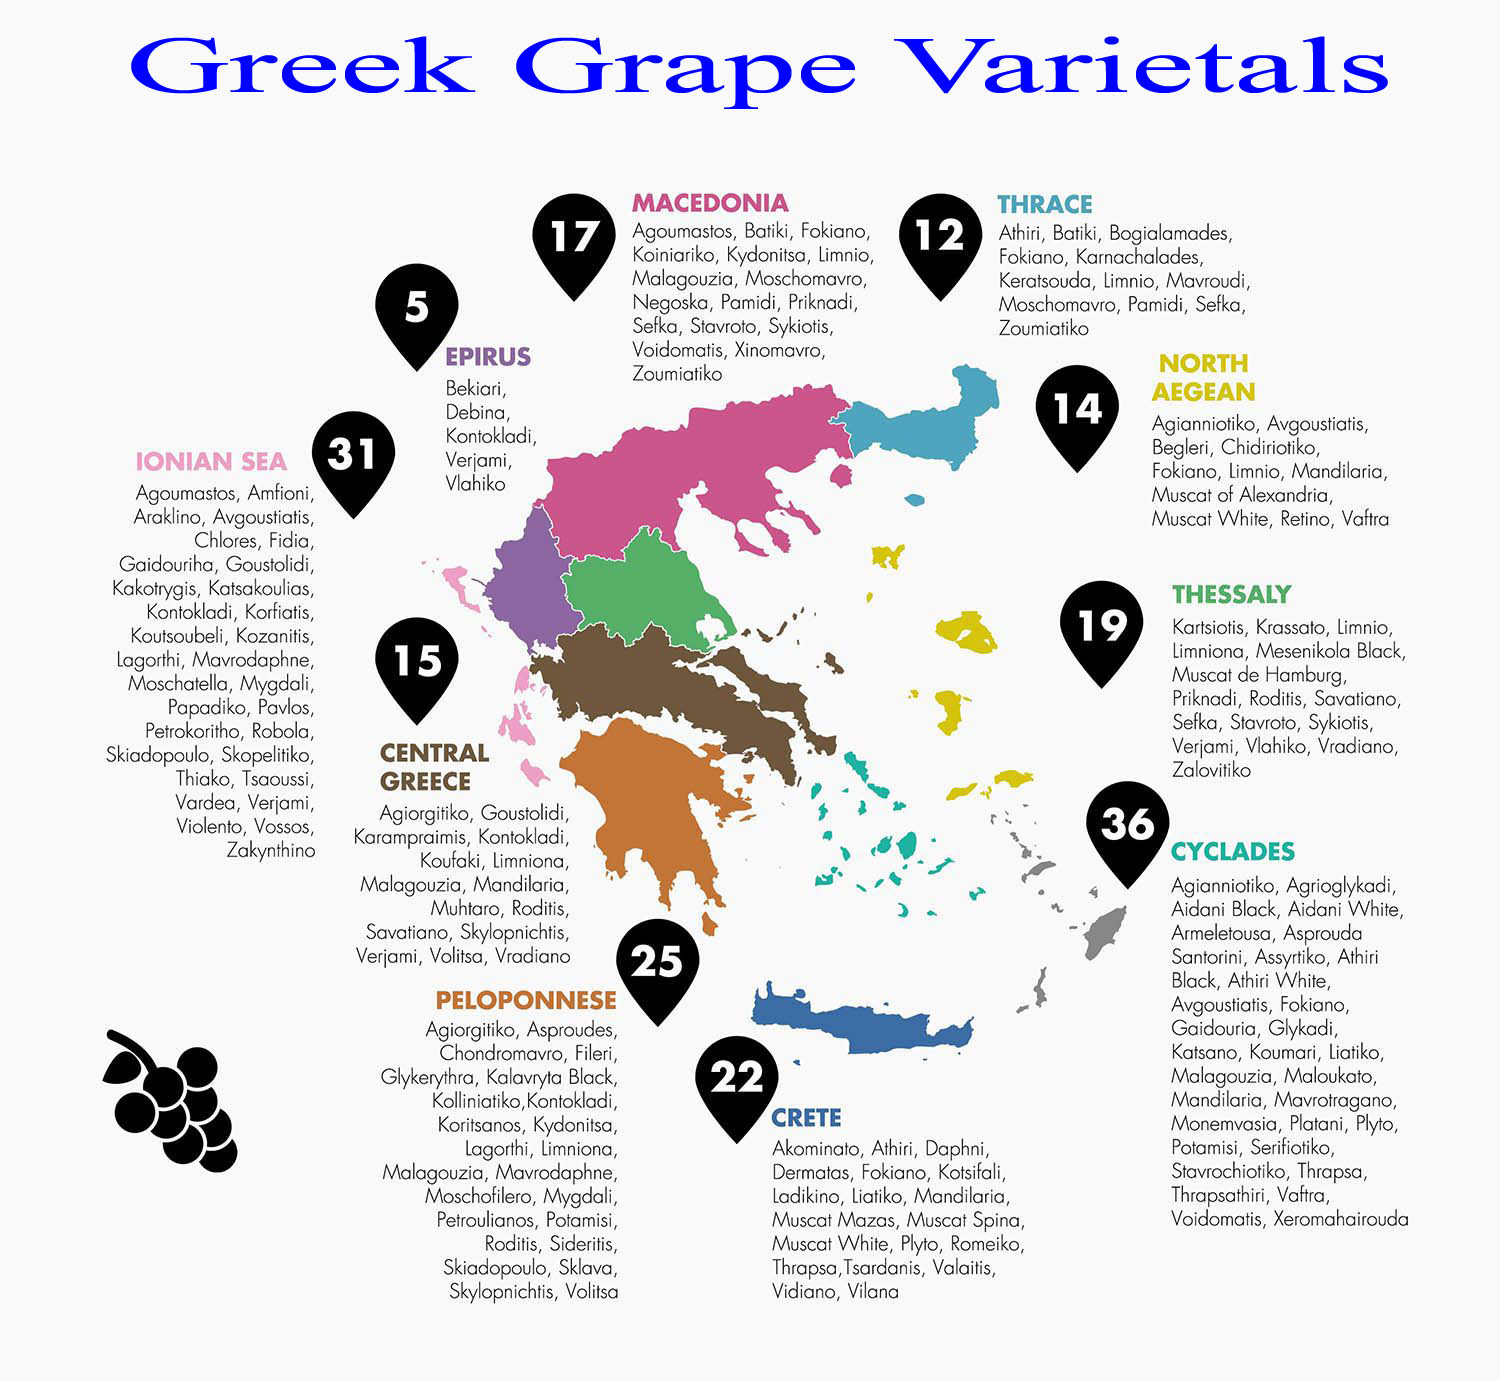 Greek Grape Varietals
17
MACEDONIA
Agoumastos, Batiki, Fokiano,
Koiniariko, Kydonitsa, Limnio,
Malagouzia, Moschomavro,
Negoska, Pamidi, Priknadi,
Sefka, Stavroto, Sykiotis,
Voidomatis, Xinomavro,
Zoumiatiko
12
THRACE
Athiri, Batiki, Bogialamades,
Fokiano, Karnachalades,
Keratsouda, Limnio, Mavroudi,
Moschomavro, Pamidi, Sefka,
Zoumiatiko
5
EPIRUS
Bekiari,
Debina,
Kontokladi,
Verjami,
Vlahiko
14
NORTH
AEGEAN
Agianniotiko, Avgoustiatis,
Begleri, Chidiriotiko,
Fokiano, Limnio, Mandilaria,
Muscat of Alexandria,
Muscat White, Retino, Vaftra
31
IONIAN SEA
Agoumastos, Amfioni,
Araklino, Avgoustiatis,
Chlores, Fidia,
Gaidouriha, Goustolidi,
Kakotrygis, Katsakoulias,
Kontokladi, Korfiatis,
Koutsoubeli, Kozanitis,
Lagorthi, Mavrodaphne,
Moschatella, Mygdali,
Papadiko, Pavlos,
Petrokoritho, Robola,
Skiadopoulo, Skopelitiko,
Thiako, Tsaoussi,
Vardea, Verjami,
Violento, Vossos,
Zakynthino
19
THESSALY
Kartsiotis, Krassato, Limnio,
Limniona, Mesenikola Black,
Muscat de Hamburg,
Priknadi, Roditis, Savatiano,
Sefka, Stavroto, Sykiotis,
Verjami, Vlahiko, Vradiano,
Zalovitiko
15
CENTRAL
GREECE
Agiorgitiko, Goustolidi,
Karampraimis, Kontokladi,
Koufaki, Limniona,
Malagouzia, Mandilaria,
Muhtaro, Roditis,
Savatiano, Skylopnichtis,
Verjami, Volitsa, Vradiano
36
CYCLADES
Agianniotiko, Agrioglykadi,
Aidani Black, Aidani White,
Armeletousa, Asprouda
Santorini, Assyrtiko, Athiri
Black, Athiri White,
Avgoustiatis, Fokiano,
Gaidouria, Glykadi,
Katsano, Koumari, Liatiko,
Malagouzia, Maloukato,
Mandilaria, Mavrotragano,
Monemvasia, Platani, Plyto,
Potamisi, Serifiotiko,
Stavrochiotiko, Thrapsa,
Thrapsathiri, Vaftra,
Voidomatis, Xeromahairouda
25
PELOPONNESE
Agiorgitiko, Asproudes,
Chondromavro, Fileri,
Glykerythra, Kalavryta Black,
Kolliniatiko,Kontokladi,
Koritsanos, Kydonitsa,
Lagorthi, Limniona,
Malagouzia, Mavrodaphne,
Moschofilero, Mygdali,
Petroulianos, Potamisi,
Roditis, Sideritis,
Skiadopoulo, Sklava,
Skylopnichtis, Volitsa
22
CRETE
Akominato, Athiri, Daphni,
Dermatas, Fokiano, Kotsifali,
Ladikino, Liatiko, Mandilaria,
Muscat Mazas, Muscat Spina,
Muscat White, Plyto, Romeiko,
Thrapsa,Tsardanis, Valaitis,
Vidiano, Vilana